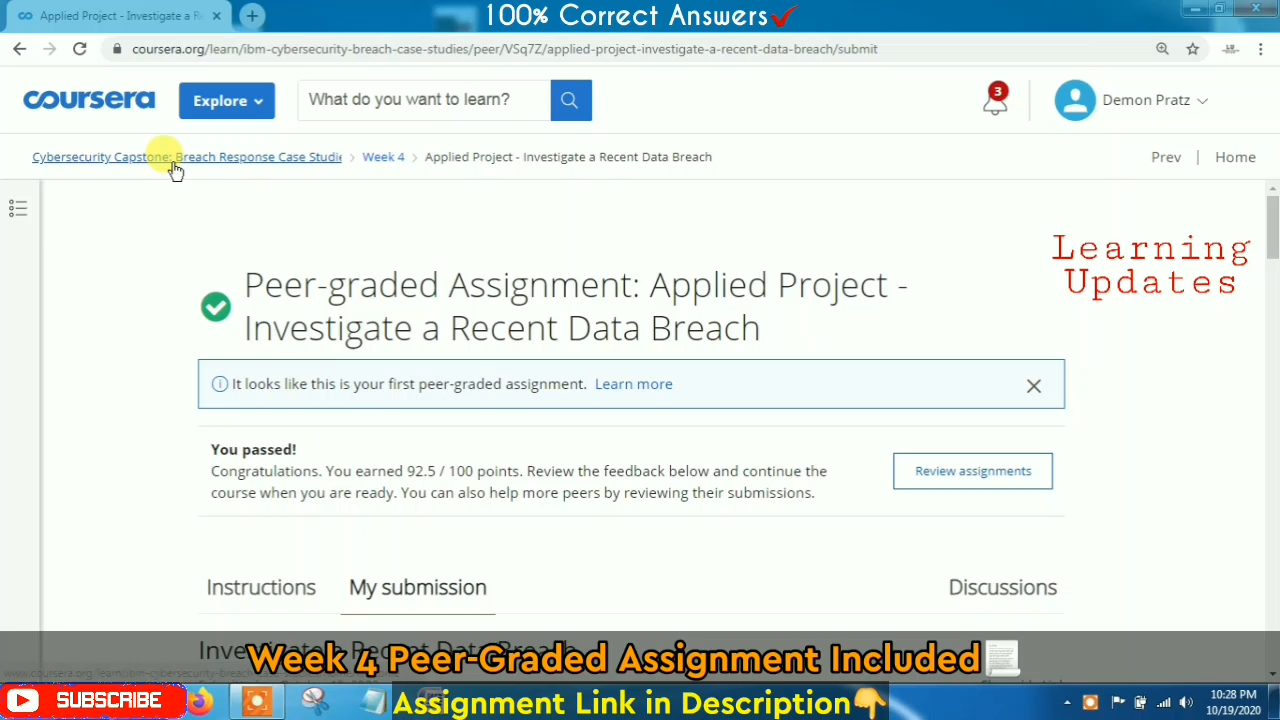 100% Correct Answers
Applied Project - Investigate a Re
coursera.org/learn/ibm-cybersecurity-breach-case-studies/peer/VSq7Z/applied-project-investigate-a-recent-data-breach/submit
coursera
Explore
What do you want to learn?
3
Demon Pratz
Cybersecurity Capstone: Breach Response Case Studie > Week 4 > Applied Project - Investigate a Recent Data Breach
Prev | Home
Learning
Updates
Peer-graded Assignment: Applied Project -
Investigate a Recent Data Breach
It looks like this is your first peer-graded assignment. Learn more
You passed!
Congratulations. You earned 92.5 / 100 points. Review the feedback below and continue the
course when you are ready. You can also help more peers by reviewing their submissions.
Review assignments
Instructions
My submission
Discussions
Investigate a Recent Data Breach
Week 4 Peer-Graded Assignment Included
SUBSCRIBE
Assignment Link in Description
10:28 PM
10/19/2020